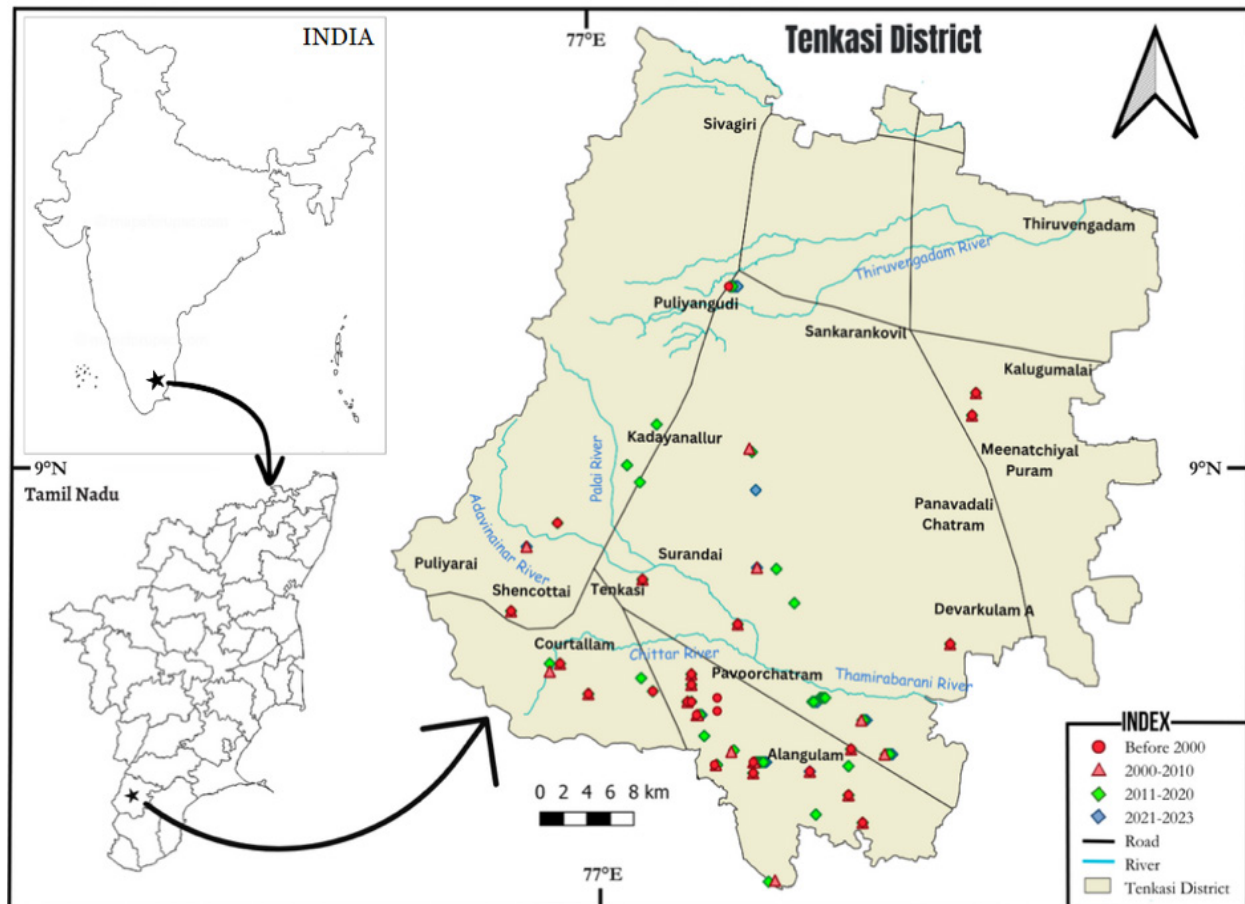 INDIA
77°E
Tenkasi District
Sivagiri
Thiruvengadam
Thiruvengadam River
Puliyangudi
Sankarankovil
Kalugumalai
Kadayanallur
Meenatchiyal
Puram
9°N
9°N
Tamil Nadu
Palai River
Adavinainar River
Panavadali
Chatram
Surandai
Puliyarai
Shencottai
Tenkasi
Devarkulam A
Courtallam
Chittar River
Pavoorchatram
Thamirabarani River
Alangulam
0 2 4 6 8 km
77°E
INDEX
Before 2000
2000-2010
2011-2020
2021-2023
Road
River
Tenkasi District